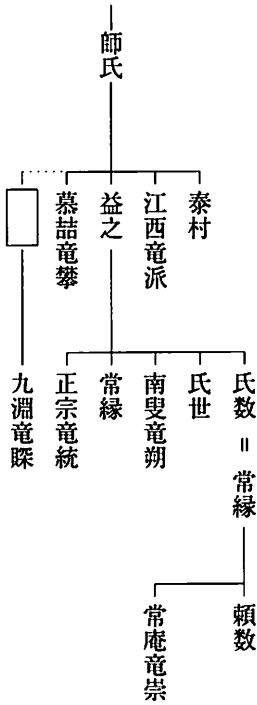 師氏
泰村
江西竜派
益之
慕喆竜攀
氏数 = 常縁
氏世
南叟竜朔
常縁
正宗竜統
九淵竜賝
頼数
常庵竜崇